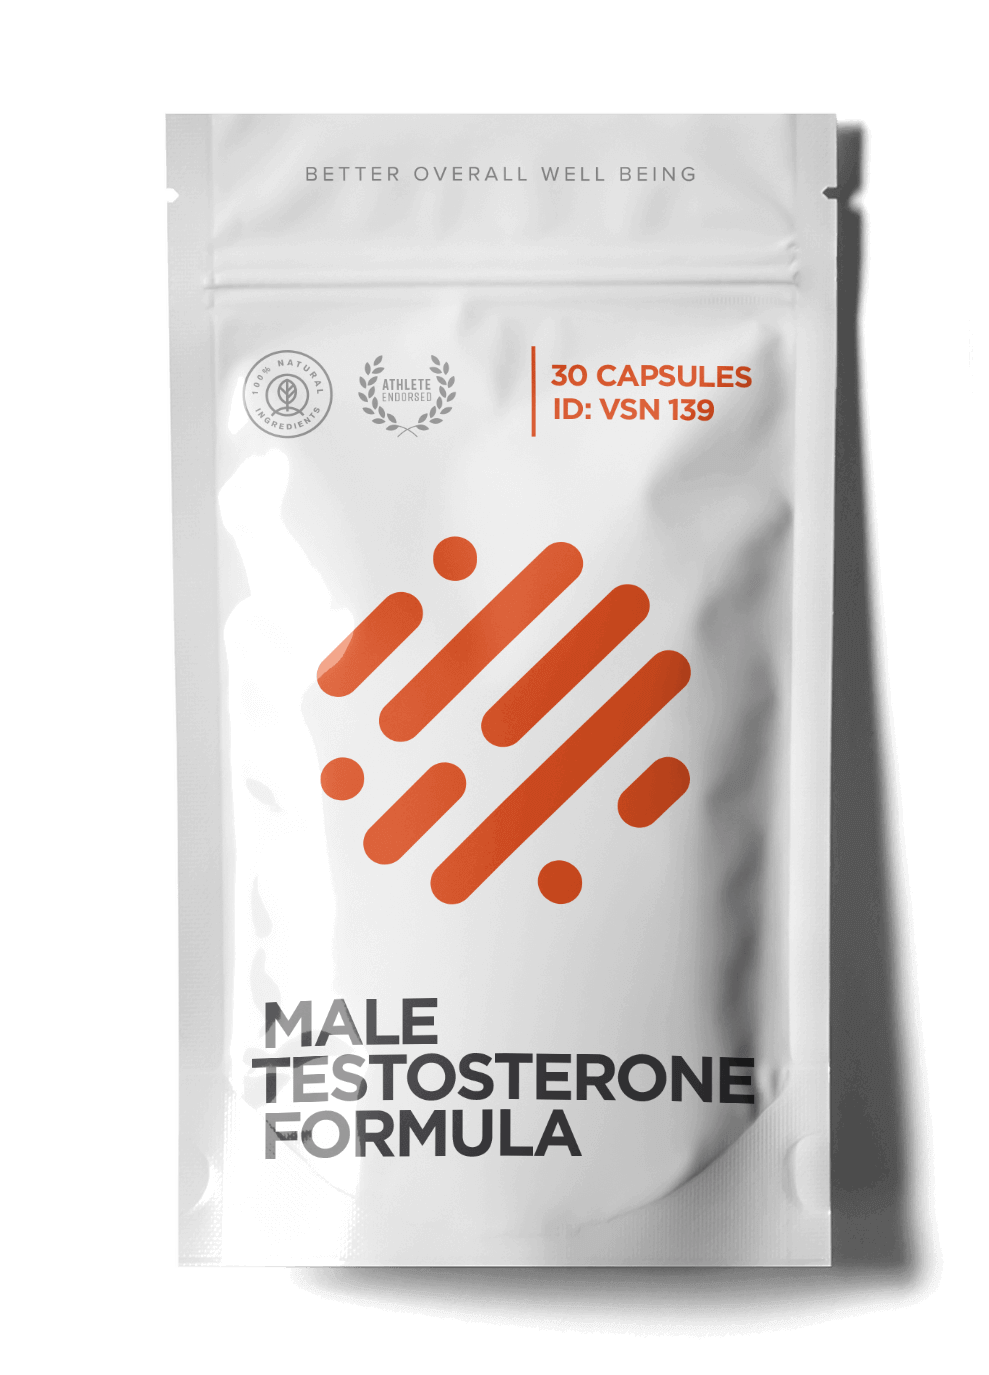 BETTER OVERALL WELL BEING
100% NATURAL
INGREDIENTS
ATHLETE
ENDORSED
30 CAPSULES
ID: VSN 139
MALE
TESTOSTERONE
FORMULA